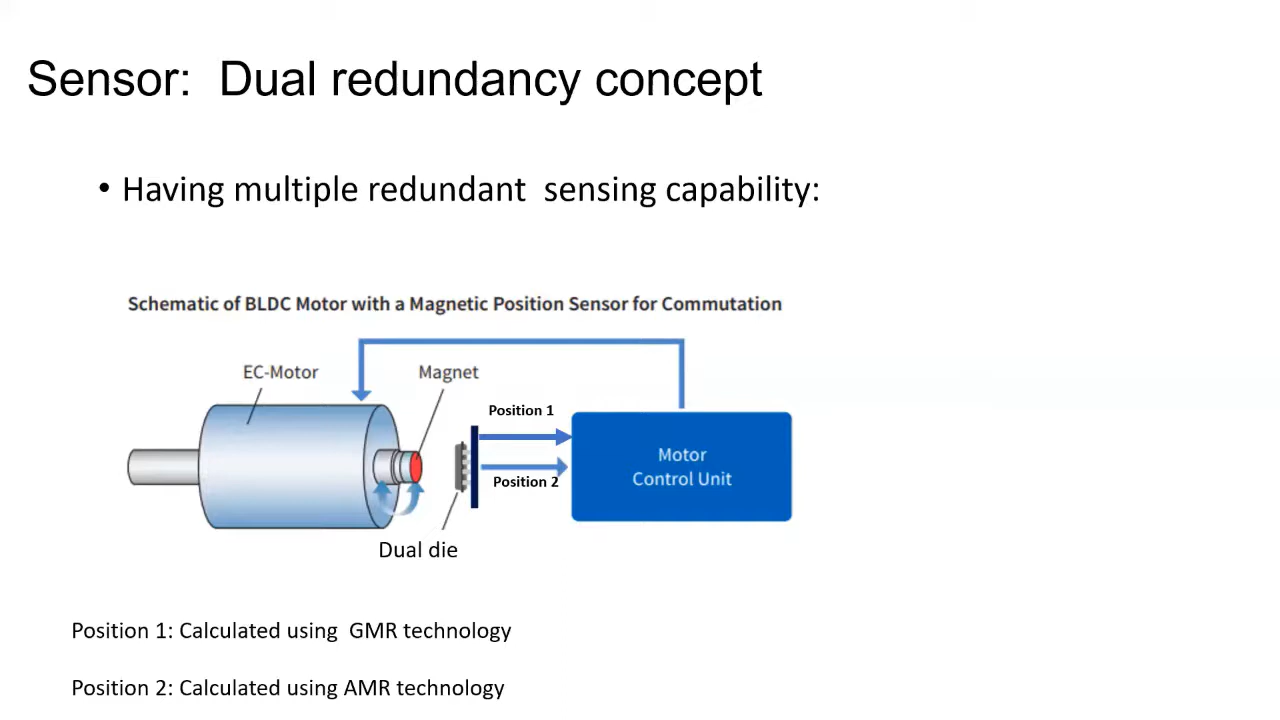 Sensor:  Dual redundancy concept
• Having multiple redundant  sensing capability:
Schematic of BLDC Motor with a Magnetic Position Sensor for Commutation
EC-Motor
Magnet
Position 1
Motor
Control Unit
Position 2
Dual die
Position 1: Calculated using  GMR technology
Position 2: Calculated using AMR technology